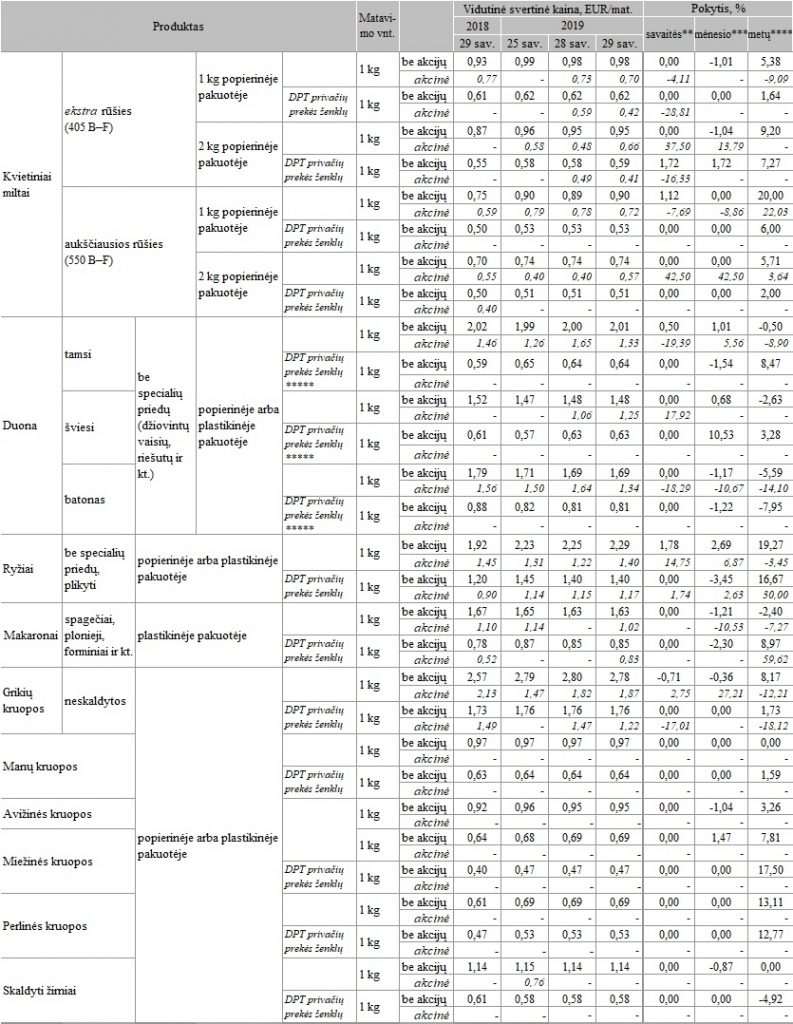 Produktas Matavi- Vidutinė svertinė kaina, EUR/mat. Pokytis, %
mo vnt. 2018 2019 savaitės** mėnesio*** metų****
29 sav. 25 sav. 28 sav. 29 sav.
Kvietiniai miltai
ekstra rūšies (405 B–F)
1 kg popierinėje pakuotėje 1 kg be akcijų 0,93 0,99 0,98 0,98 0,00 -1,01 5,38
akcinė 0,77 - 0,73 0,70 -4,11 - -9,09
DPT privačių prekės ženklų 1 kg be akcijų 0,61 0,62 0,62 0,62 0,00 0,00 1,64
akcinė - - 0,59 0,42 -28,81 - -
2 kg popierinėje pakuotėje 1 kg be akcijų 0,87 0,96 0,95 0,95 0,00 -1,04 9,20
akcinė - 0,58 0,48 0,66 37,50 13,79 -
DPT privačių prekės ženklų 1 kg be akcijų 0,55 0,58 0,58 0,59 1,72 1,72 7,27
akcinė - - 0,49 0,41 -16,33 - -
aukščiausios rūšies (550 B–F)
1 kg popierinėje pakuotėje 1 kg be akcijų 0,75 0,90 0,89 0,90 1,12 0,00 20,00
akcinė 0,59 0,79 0,78 0,72 -7,69 -8,86 22,03
DPT privačių prekės ženklų 1 kg be akcijų 0,50 0,53 0,53 0,53 0,00 0,00 6,00
akcinė - - - - - - -
2 kg popierinėje pakuotėje 1 kg be akcijų 0,70 0,74 0,74 0,74 0,00 0,00 5,71
akcinė 0,55 0,40 0,40 0,57 42,50 42,50 3,64
DPT privačių prekės ženklų 1 kg be akcijų 0,50 0,51 0,51 0,51 0,00 0,00 2,00
akcinė 0,40 - - - - - -
Duona
be specialių priedų (džiovintų vaisių, riešutų ir kt.)
popierinėje arba plastikinėje pakuotėje
tamsi 1 kg be akcijų 2,02 1,99 2,00 2,01 0,50 1,01 -0,50
akcinė 1,46 1,26 1,65 1,33 -19,39 5,56 -8,90
DPT privačių prekės ženklų ***** 1 kg be akcijų 0,59 0,65 0,64 0,64 0,00 -1,54 8,47
akcinė - - - - - - -
šviesi 1 kg be akcijų 1,52 1,47 1,48 1,48 0,00 0,68 -2,63
akcinė - - 1,06 1,25 17,92 - -
DPT privačių prekės ženklų ***** 1 kg be akcijų 0,61 0,57 0,63 0,63 0,00 10,53 3,28
akcinė - - - - - - -
batonas 1 kg be akcijų 1,79 1,71 1,69 1,69 0,00 -1,17 -5,59
akcinė 1,56 1,50 1,64 1,34 -18,29 -10,67 -14,10
DPT privačių prekės ženklų ***** 1 kg be akcijų 0,88 0,82 0,81 0,81 0,00 -1,22 -7,95
akcinė - - - - - - -
Ryžiai be specialių priedų, plikyti popierinėje arba plastikinėje pakuotėje 1 kg be akcijų 1,92 2,23 2,25 2,29 1,78 2,69 19,27
akcinė 1,45 1,31 1,22 1,40 14,75 6,87 -3,45
DPT privačių prekės ženklų 1 kg be akcijų 1,20 1,45 1,40 1,40 0,00 -3,45 16,67
akcinė 0,90 1,14 1,15 1,17 1,74 2,63 30,00
Makaronai spagečiai, plonieji, forminiai ir kt. plastikinėje pakuotėje 1 kg be akcijų 1,67 1,65 1,63 1,63 0,00 -1,21 -2,40
akcinė 1,10 1,14 - 1,02 - -10,53 -7,27
DPT privačių prekės ženklų 1 kg be akcijų 0,78 0,87 0,85 0,85 0,00 -2,30 8,97
akcinė 0,52 - - 0,83 - - 59,62
Grikių kruopos neskaldytos 1 kg be akcijų 2,57 2,79 2,80 2,78 -0,71 -0,36 8,17
akcinė 2,13 1,47 1,82 1,87 2,75 27,21 -12,21
DPT privačių prekės ženklų 1 kg be akcijų 1,73 1,76 1,76 1,76 0,00 0,00 1,73
akcinė 1,49 - 1,47 1,22 -17,01 - -18,12
popierinėje arba plastikinėje pakuotėje
Manų kruopos 1 kg be akcijų 0,97 0,97 0,97 0,97 0,00 0,00 0,00
akcinė - - - - - - -
DPT privačių prekės ženklų 1 kg be akcijų 0,63 0,64 0,64 0,64 0,00 0,00 1,59
akcinė - - - - - - -
Avižinės kruopos 1 kg be akcijų 0,92 0,96 0,95 0,95 0,00 -1,04 3,26
akcinė - - - - - - -
Miežinės kruopos 1 kg be akcijų 0,64 0,68 0,69 0,69 0,00 1,47 7,81
akcinė - - - - - - -
DPT privačių prekės ženklų 1 kg be akcijų 0,40 0,47 0,47 0,47 0,00 0,00 17,50
akcinė - - - - - - -
Perlinės kruopos 1 kg be akcijų 0,61 0,69 0,69 0,69 0,00 0,00 13,11
akcinė - - - - - - -
DPT privačių prekės ženklų 1 kg be akcijų 0,47 0,53 0,53 0,53 0,00 0,00 12,77
akcinė - - - - - - -
Skaldyti žirniai 1 kg be akcijų 1,14 1,15 1,14 1,14 0,00 -0,87 0,00
akcinė - 0,76 - - - - -
DPT privačių prekės ženklų 1 kg be akcijų 0,61 0,58 0,58 0,58 0,00 0,00 -4,92
akcinė - - - - - - -